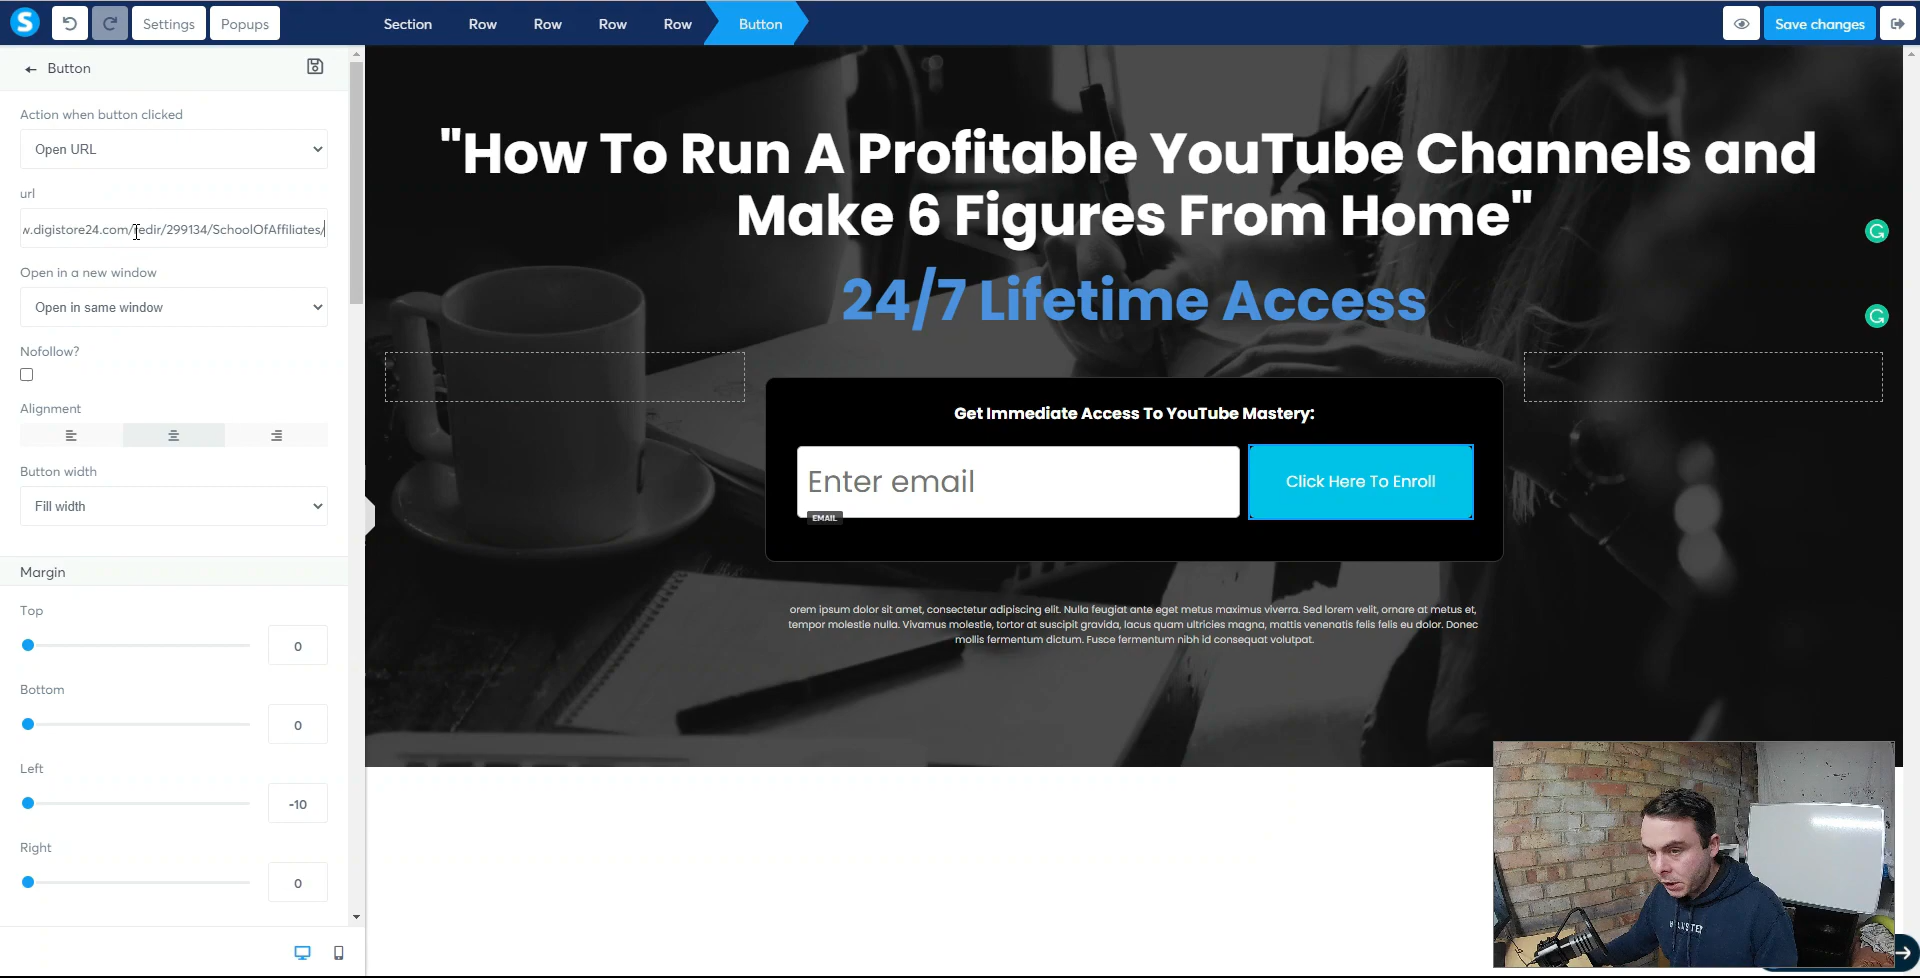 S
Settings
Popups
Section
Row
Row
Row
Row
Button
Save changes
Button
Action when button clicked
Open URL
url
w.digistore24.com/redir/299134/SchoolOfAffiliates/
Open in a new window
Open in same window
Nofollow?
Alignment
Button width
Fill width
Margin
Top
0
Bottom
0
Left
-10
Right
0
"How To Run A Profitable YouTube Channels and
Make 6 Figures From Home"
24/7 Lifetime Access
Get Immediate Access To YouTube Mastery:
Enter email
EMAIL
Click Here To Enroll
orem ipsum dolor sit amet, consectetur adipiscing elit. Nulla feugiat ante eget metus maximus viverra. Sed lorem velit, ornare at metus et,
tempor molestie nulla. Vivamus molestie, tortor at suscipit gravida, lacus quam ultricies magna, mattis venenatis felis felis eu dolor. Donec
mollis fermentum dictum. Fusce fermentum nibh id consequat volutpat.